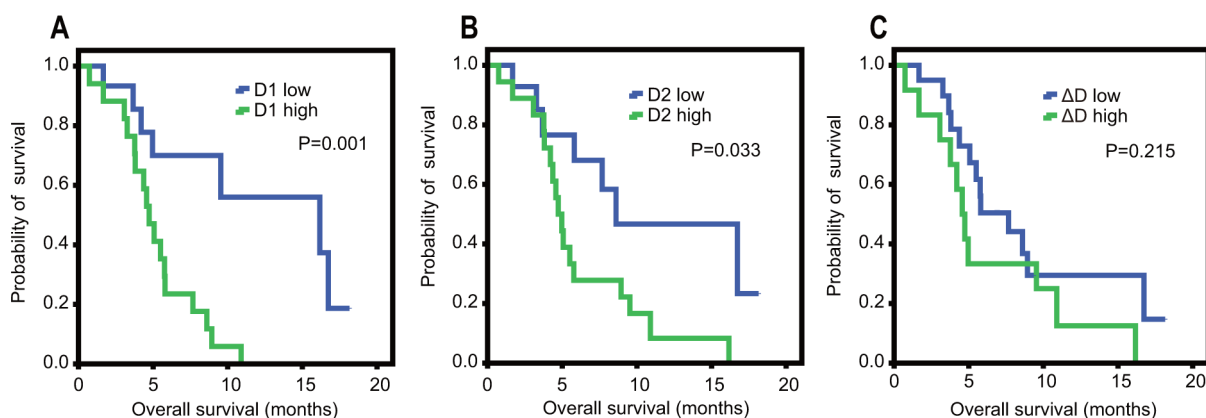 A
Probability of survival
1.0
0.8
0.6
0.4
0.2
0.0
D1 low
D1 high
P=0.001
0 5 10 15 20
Overall survival (months)
B
Probability of survival
1.0
0.8
0.6
0.4
0.2
0.0
D2 low
D2 high
P=0.033
0 5 10 15 20
Overall survival (months)
C
Probability of survival
1.0
0.8
0.6
0.4
0.2
0.0
ΔD low
ΔD high
P=0.215
0 5 10 15 20
Overall survival (months)